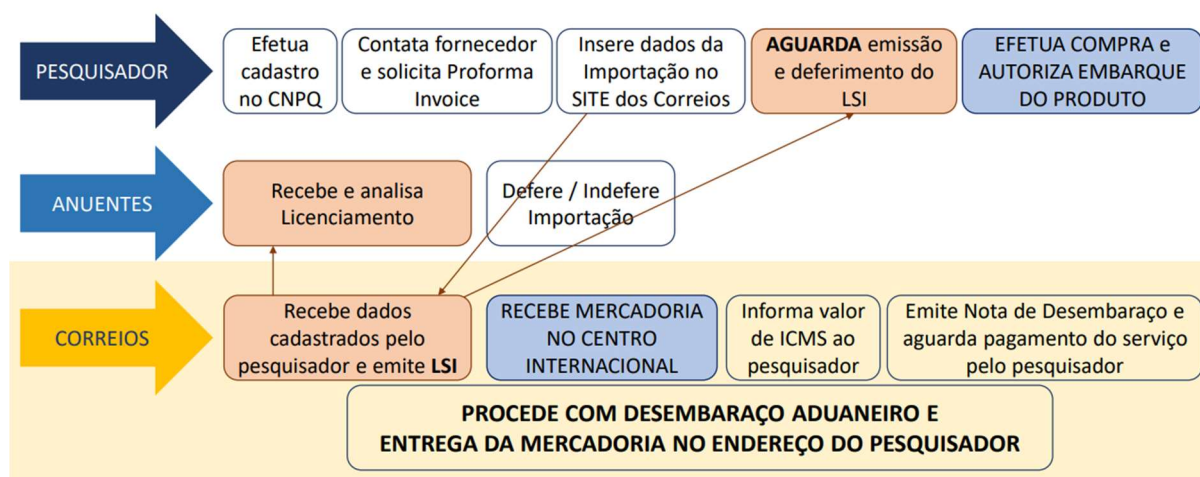 PESQUISADOR
Efetua
cadastro
no CNPQ
Contata fornecedor
e solicita Proforma
Invoice
Insere dados da
Importação no
SITE dos Correios
AGUARDA emissão
e deferimento do
LSI
EFETUA COMPRA e
AUTORIZA EMBARQUE
DO PRODUTO
ANUENTES
Recebe e analisa
Licenciamento
Defere / Indefere
Importação
CORREIOS
Recebe dados
cadastrados pelo
pesquisador e emite LSI
RECEBE MERCADORIA
NO CENTRO
INTERNACIONAL
Informa valor
de ICMS ao
pesquisador
Emite Nota de Desembaraço e
aguarda pagamento do serviço
pelo pesquisador
PROCEDE COM DESEMBARAÇO ADUANEIRO E
ENTREGA DA MERCADORIA NO ENDEREÇO DO PESQUISADOR